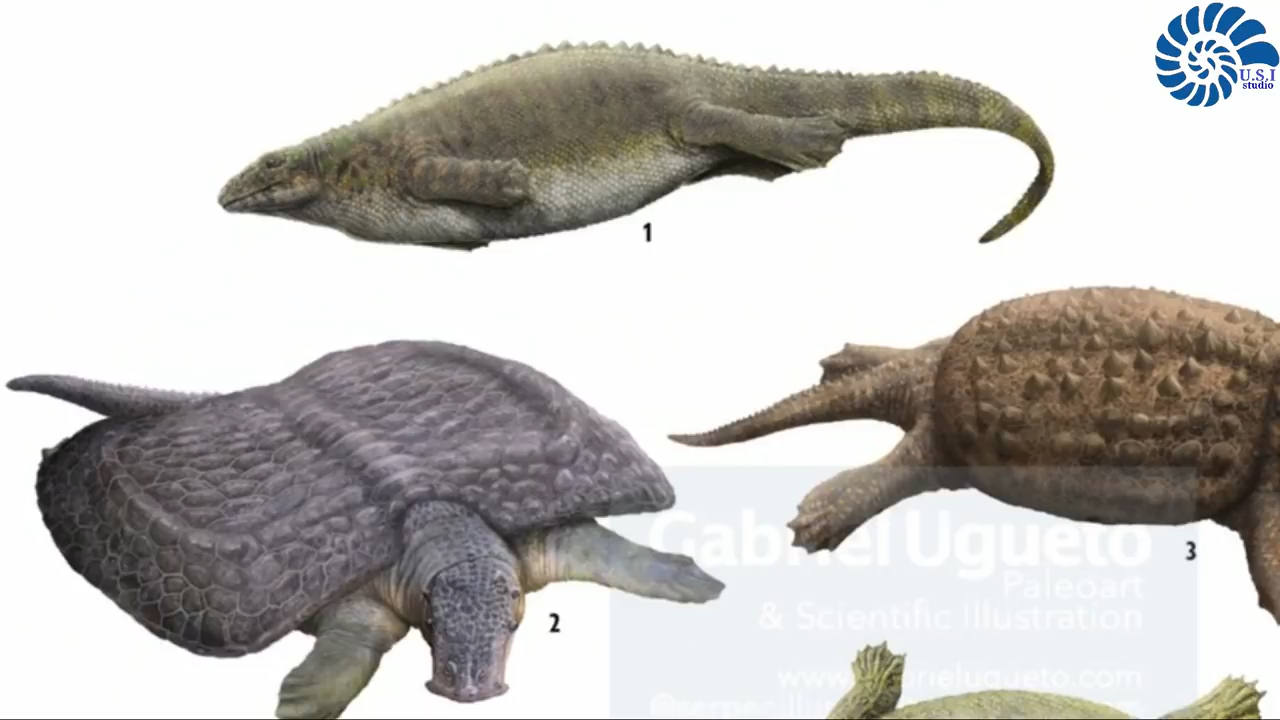 U.S.I
studio
1
2
3
Gabriel Ugueto
Paleoart
& Scientific Illustration